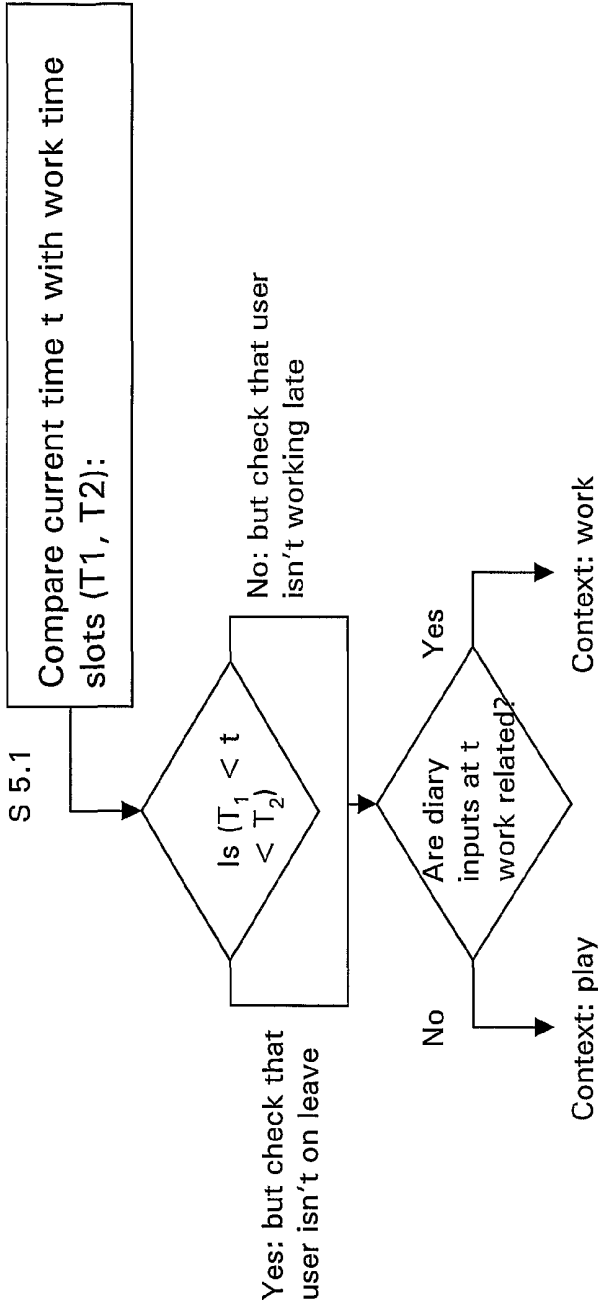 S 5.1
Compare current time t with work time
slots (T1, T2):
Is (T₁ < t
< T₂)
Yes: but check that
user isn't on leave
No: but check that user
isn't working late
Are diary
inputs at t
work related?
No
Yes
Context: play
Context: work